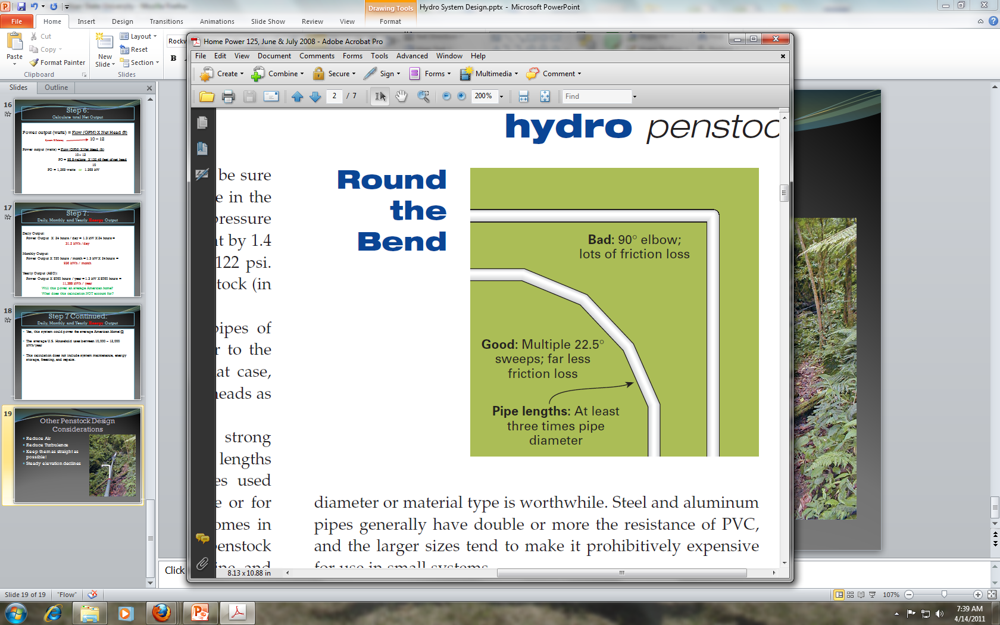 Drawing Tools
Hydro System Design.pptx - Microsoft PowerPoint
File Home Insert Design Transitions Animations Slide Show Review View Format
Paste
Cut
Copy
Format Painter
Clipboard
New
Slide
Layout
Reset
Section
Slides
Rockw
B
Slides Outline
16
Step 6:
Calculate total Net Output
Power output (watts) = Flow (GPM) X Net Head (ft)
10 – 12
Power output (watts) = Flow (GPM) X Net Head (ft)
10 – 12
10
PO = 1,269 watts = 1.269 kW
17
Step 7:
Daily, Monthly and Yearly Energy Output
Daily Output:
Power Output X 24 hours / day = 1.3 kW X 24 hours =
31.2 kWh /day
Monthly Output:
Power Output X 720 hours / month = 1.3 kW X 24 hours =
936 kWh / month
Yearly Output (AEO):
Power Output X 8760 hours / year = 1.3 kW X 8760 hours =
11,388 kWh / year
Will this power an average American home?
What does this calculation NOT account for?
18
Step 7 Continued:
Daily, Monthly and Yearly Energy Output
Yes, this system could power the average American Home!
The average U.S. Household uses between 10,000 – 12,000
kWh/year
This calculation does not include system maintenance, energy
storage, freezing, and repairs.
19
Other Penstock Design
Considerations
Reduce Air
Reduce Turbulence
Keep them as straight as
possible!
Steady elevation declines
Home Power 125, June & July 2008 - Adobe Acrobat Pro
File Edit View Document Comments Forms Tools Advanced Window Help
Create Combine Secure Sign Forms Multimedia Comment
2 / 7 200% Find
hydro penstoc
be sure
e in the
pressure
nt by 1.4
122 psi.
tock (in
pipes of
r to the
at case,
heads as
strong
lengths
es used
e or for
omes in
penstock
ine and
Round
the
Bend
Bad: 90° elbow;
lots of friction loss
Good: Multiple 22.5°
sweeps; far less
friction loss
Pipe lengths: At least
three times pipe
diameter
diameter or material type is worthwhile. Steel and aluminum
pipes generally have double or more the resistance of PVC,
and the larger sizes tend to make it prohibitively expensive
for use in small systems.
8.13 x 10.88 in
Click
Slide 19 of 19 "Flow" 107%
7:39 AM
4/14/2011